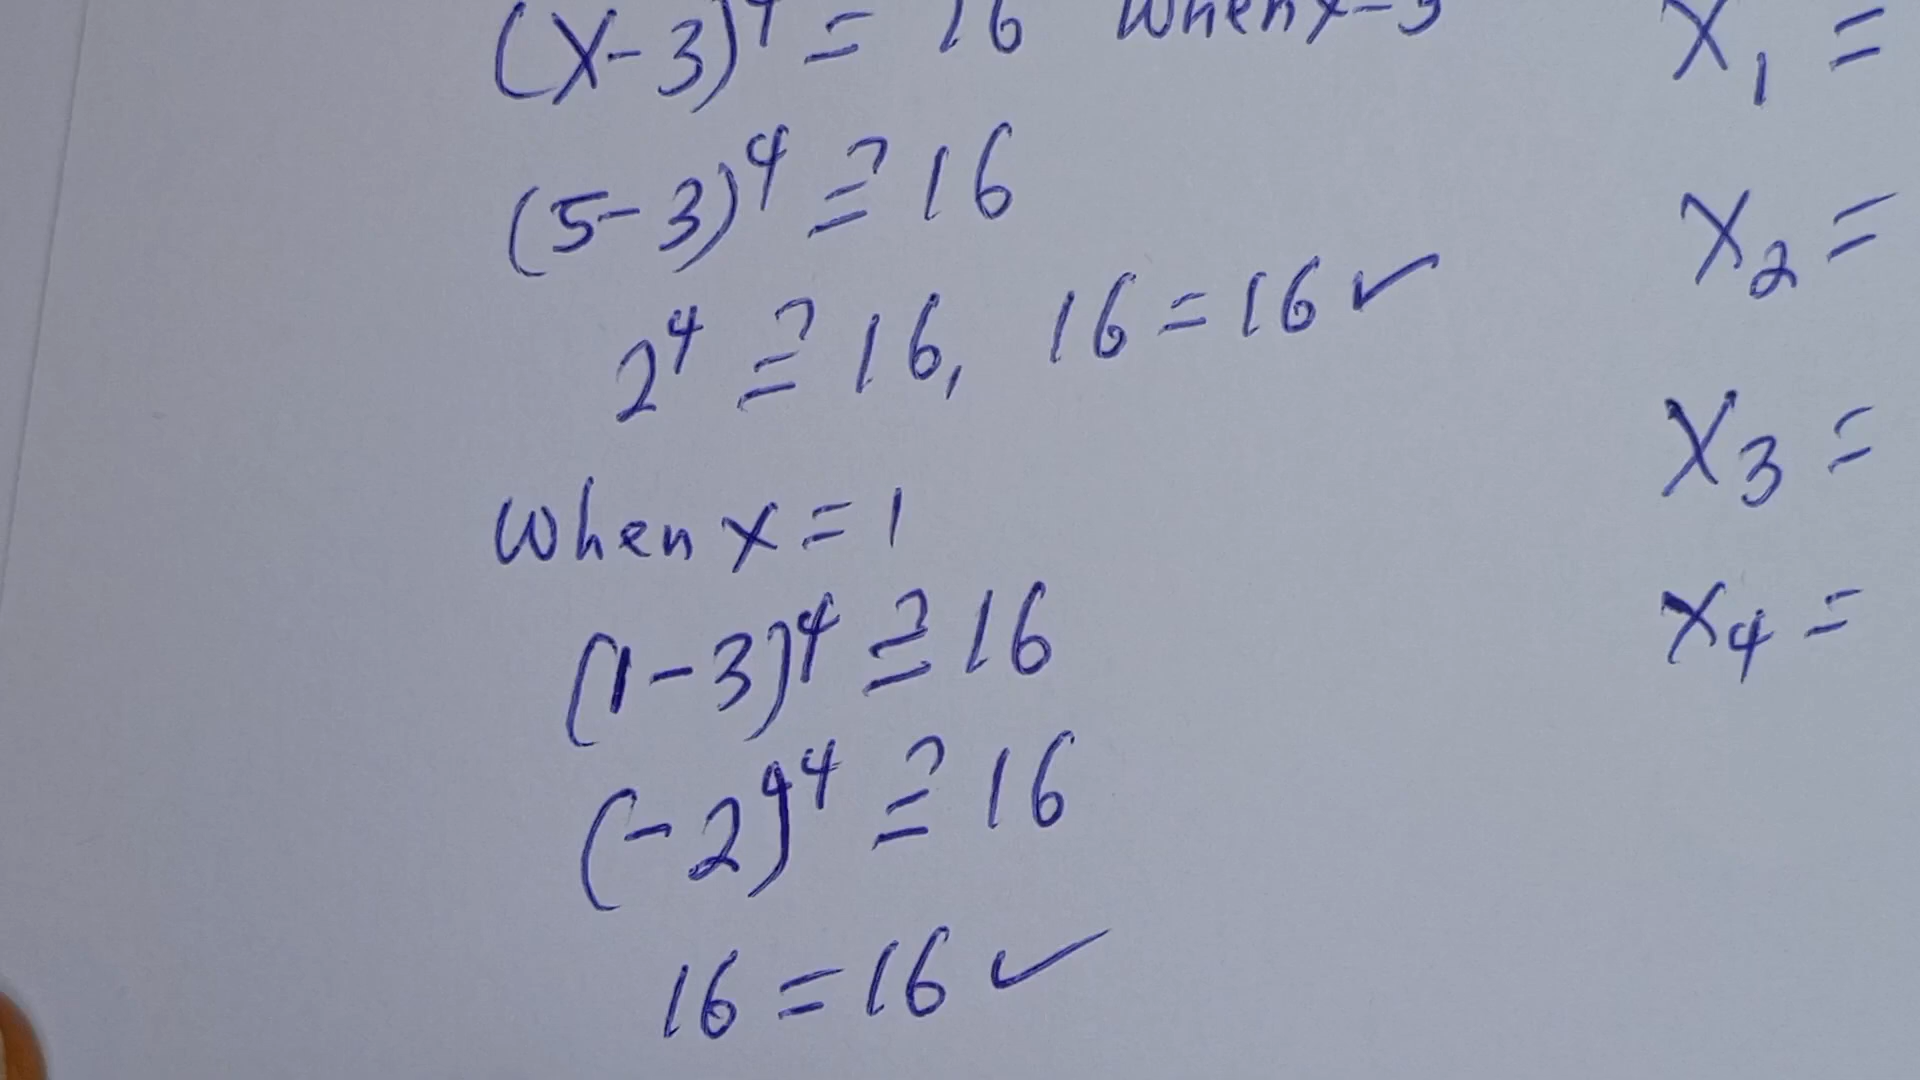 (x-3)⁴ = 16 when x=5
(5-3)⁴ ≟ 16
2⁴ ≟ 16, 16 = 16 ✓
When x = 1
(1-3)⁴ ≟ 16
(-2)⁴ ≟ 16
16 = 16 ✓
x₁ =
x₂ =
x₃ =
x₄ =